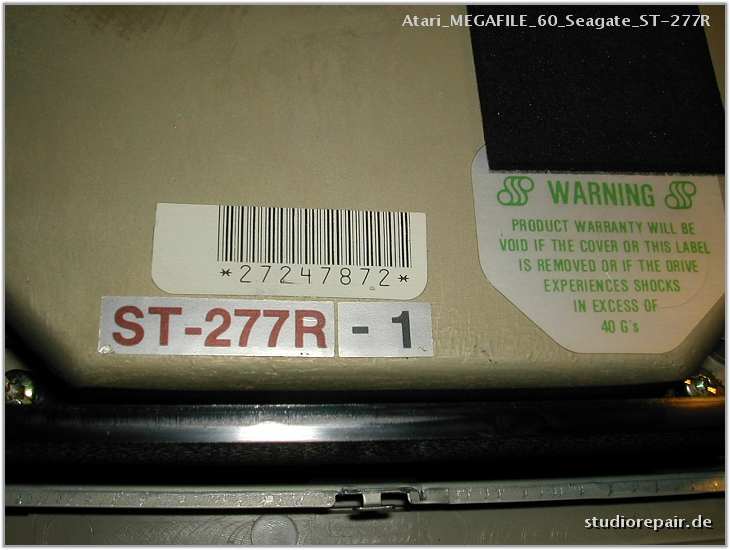 Atari_MEGAFILE_60_Seagate_ST-277R
WARNING
PRODUCT WARRANTY WILL BE
VOID IF THE COVER OR THIS LABEL
IS REMOVED OR IF THE DRIVE
EXPERIENCES SHOCKS
IN EXCESS OF
40 G's
*27247872*
ST-277R - 1
studiorepair.de